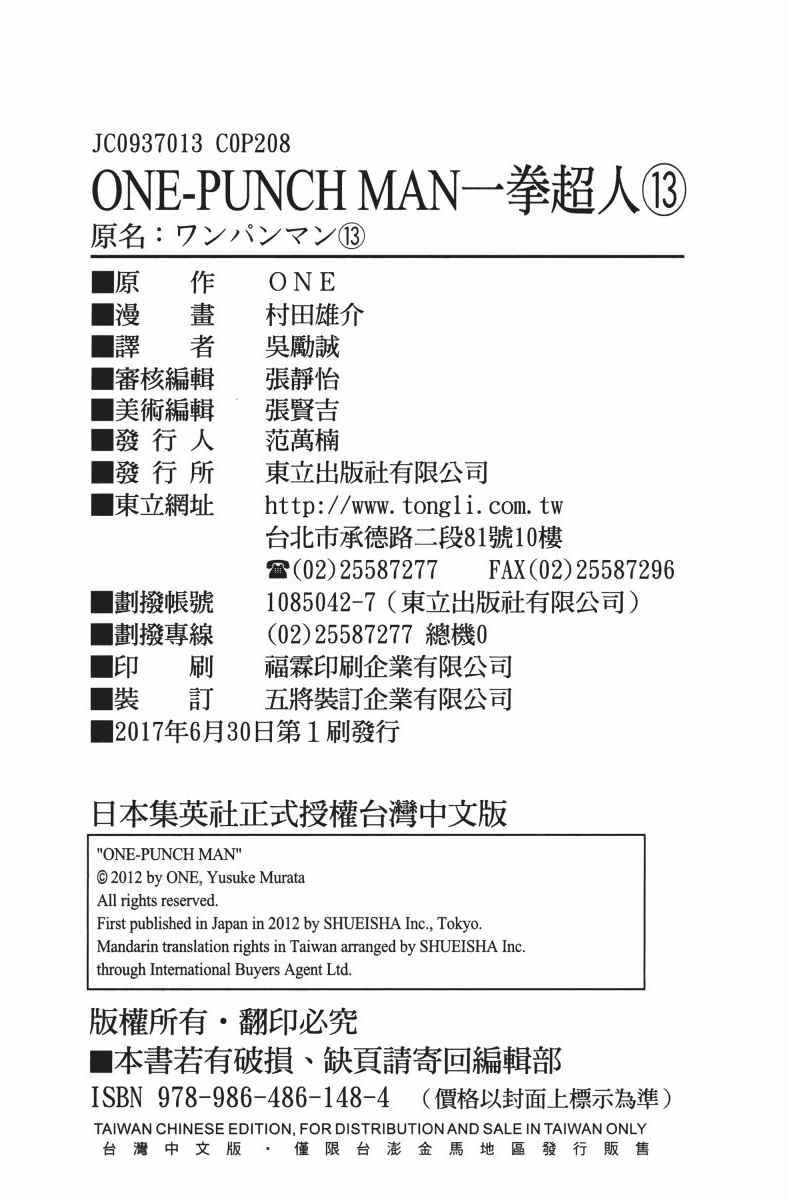 JC0937013 C0P208
ONE-PUNCH MAN一拳超人⑬
原名：ワンパンマン⑬
■原　　作　ＯＮＥ
■漫　　畫　村田雄介
■譯　　者　吳勵誠
■審核編輯　張靜怡
■美術編輯　張賢吉
■發 行 人　范萬楠
■發 行 所　東立出版社有限公司
■東立網址　http://www.tongli.com.tw
台北市承德路二段81號10樓
☎(02)25587277　FAX(02)25587296
■劃撥帳號　1085042-7（東立出版社有限公司）
■劃撥專線　(02)25587277 總機0
■印　　刷　福霖印刷企業有限公司
■裝　　訂　五將裝訂企業有限公司
■2017年6月30日第１刷發行
日本集英社正式授權台灣中文版
"ONE-PUNCH MAN"
© 2012 by ONE, Yusuke Murata
All rights reserved.
First published in Japan in 2012 by SHUEISHA Inc., Tokyo.
Mandarin translation rights in Taiwan arranged by SHUEISHA Inc.
through International Buyers Agent Ltd.
版權所有・翻印必究
■本書若有破損、缺頁請寄回編輯部
ISBN 978-986-486-148-4　（價格以封面上標示為準）
TAIWAN CHINESE EDITION, FOR DISTRIBUTION AND SALE IN TAIWAN ONLY
台灣中文版・僅限台澎金馬地區發行販售